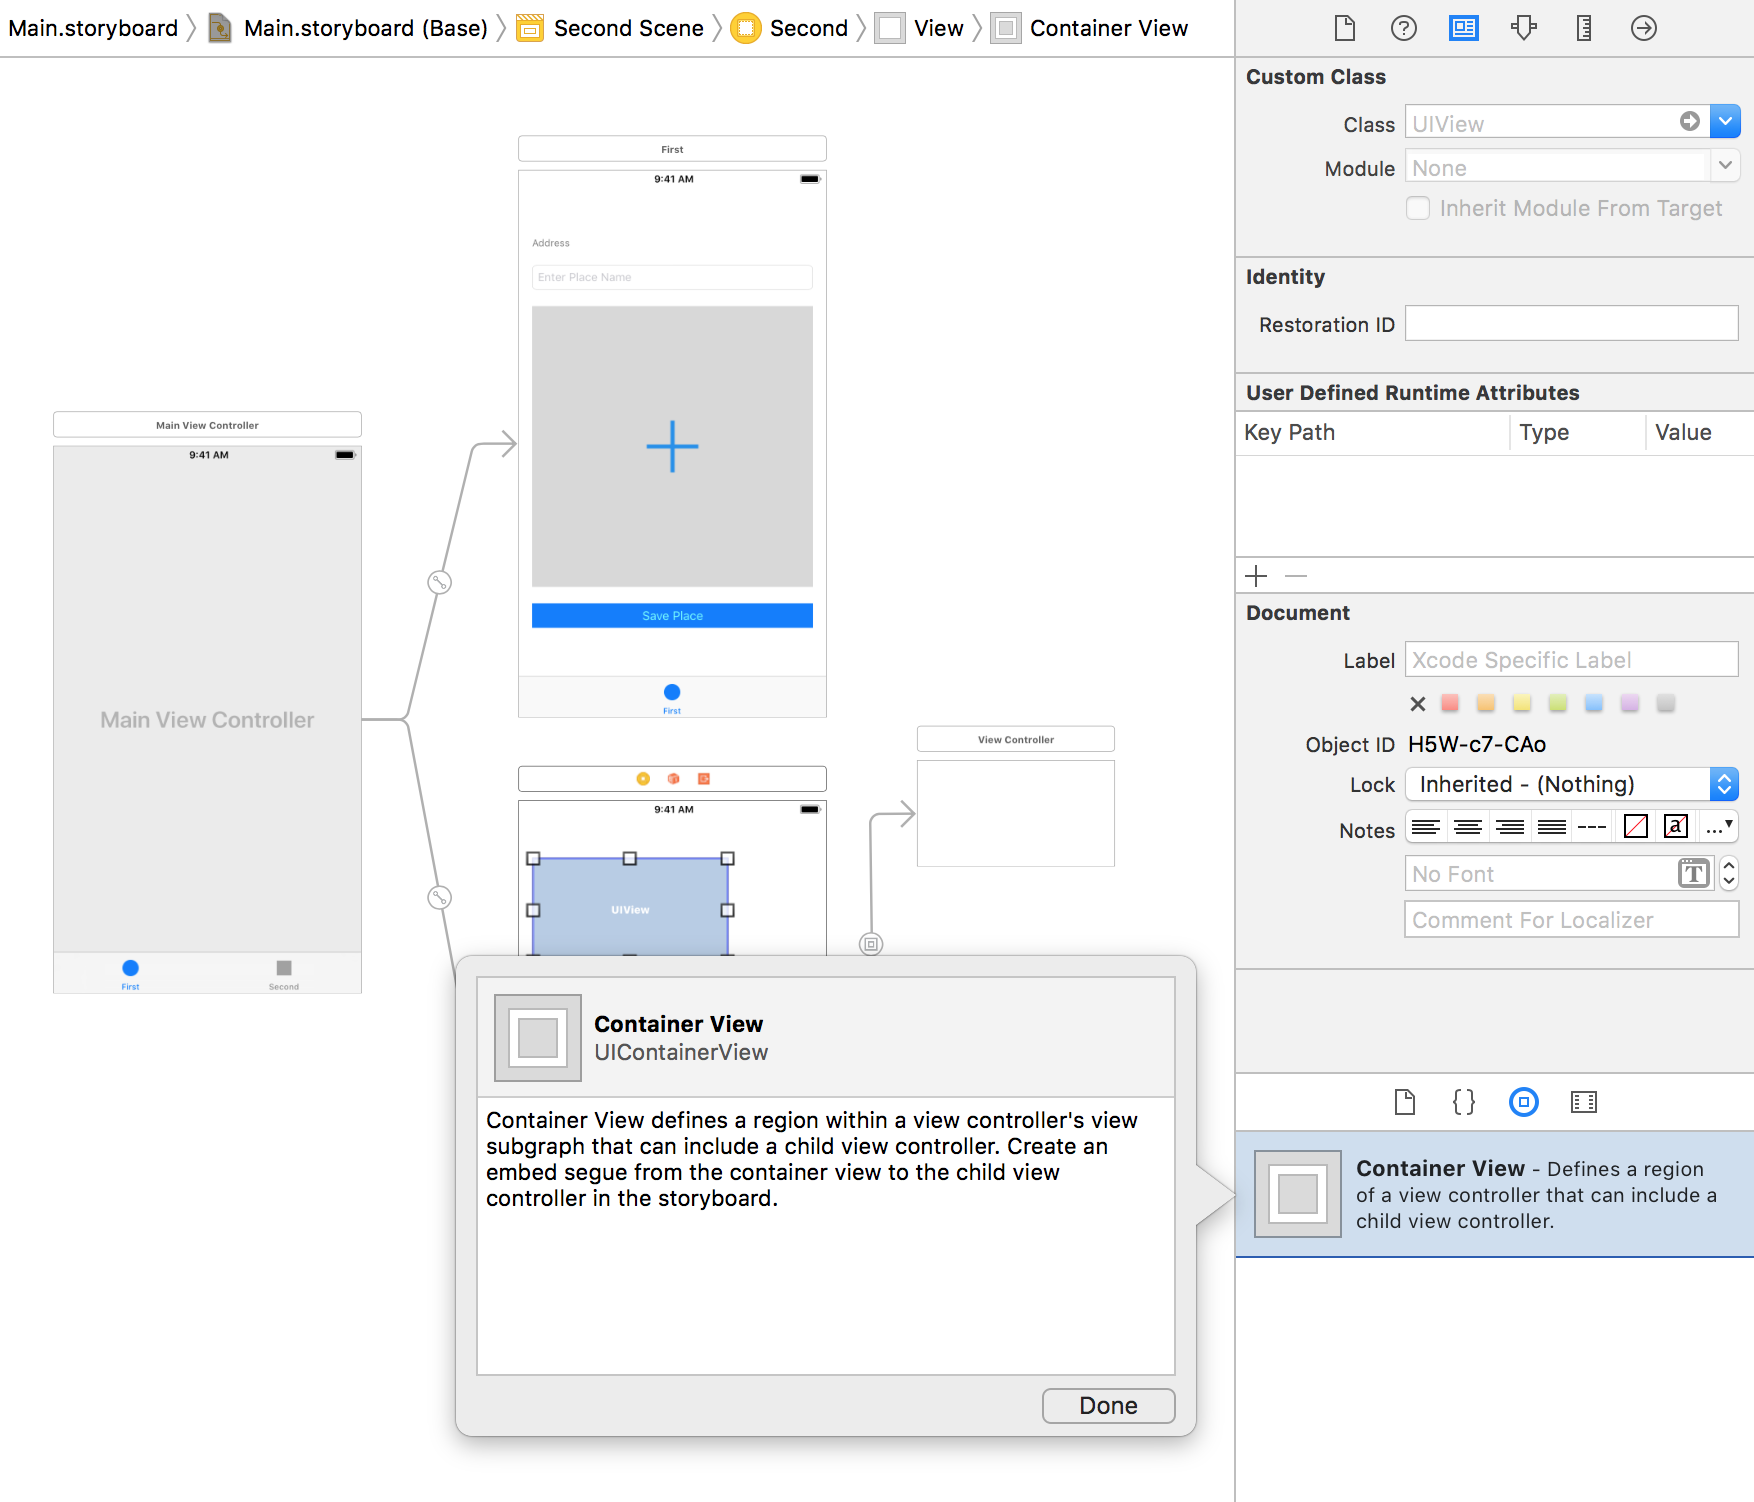 Main.storyboard
Main.storyboard (Base)
Second Scene
Second
View
Container View
First
9:41 AM
Address
Enter Place Name
Save Place
First
Main View Controller
9:41 AM
Main View Controller
First
Second
9:41 AM
UIView
View Controller
Container View
UIContainerView
Container View defines a region within a view controller's view
subgraph that can include a child view controller. Create an
embed segue from the container view to the child view
controller in the storyboard.
Done
Custom Class
Class UIView
Module None
Inherit Module From Target
Identity
Restoration ID
User Defined Runtime Attributes
Key Path Type Value
Document
Label Xcode Specific Label
Object ID H5W-c7-CAo
Lock Inherited - (Nothing)
Notes
No Font T
Comment For Localizer
Container View - Defines a region
of a view controller that can include a
child view controller.